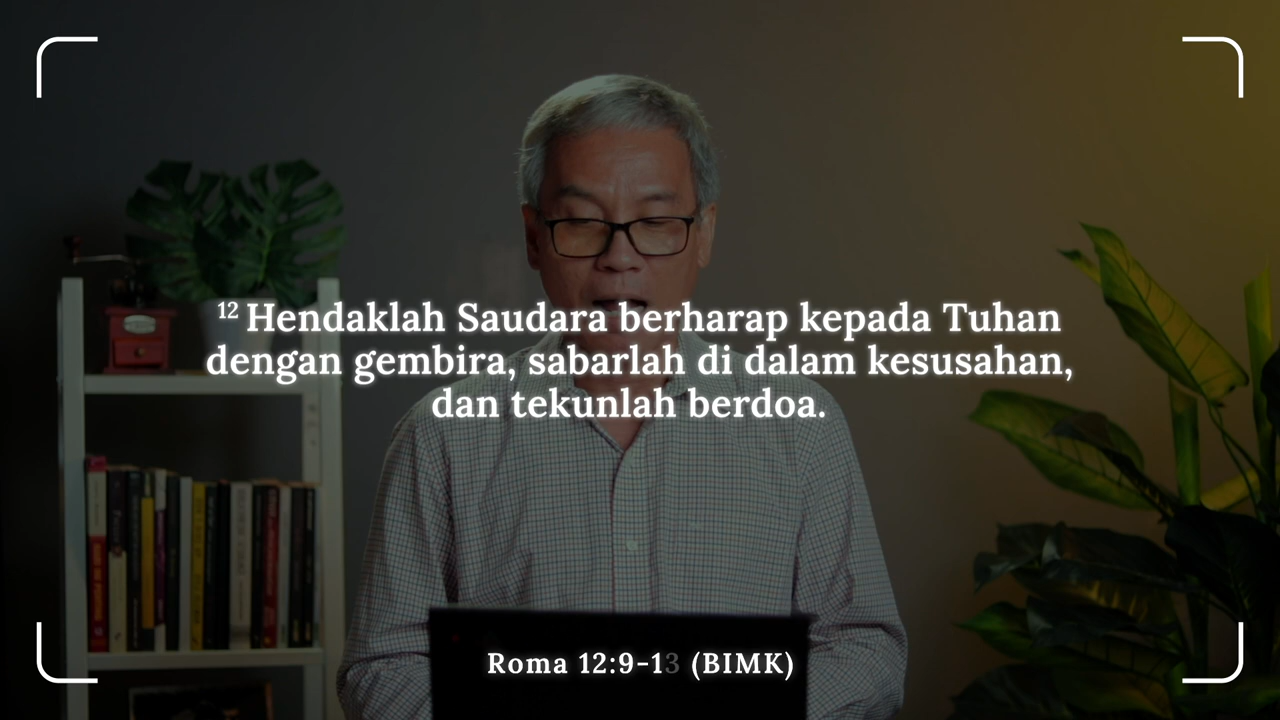 ¹² Hendaklah Saudara berharap kepada Tuhan
dengan gembira, sabarlah di dalam kesusahan,
dan tekunlah berdoa.
Roma 12:9-13 (BIMK)